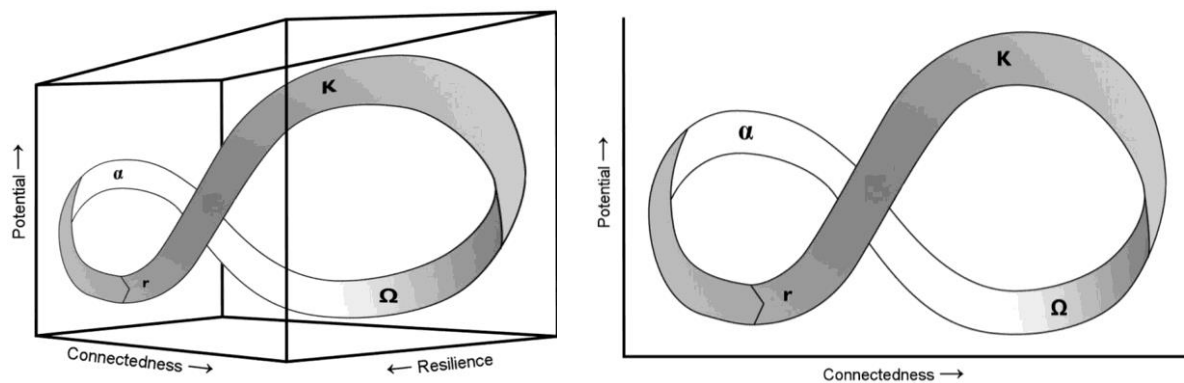 Potential →
α
K
r
Ω
Connectedness →
← Resilience
Potential →
α
K
r
Ω
Connectedness →